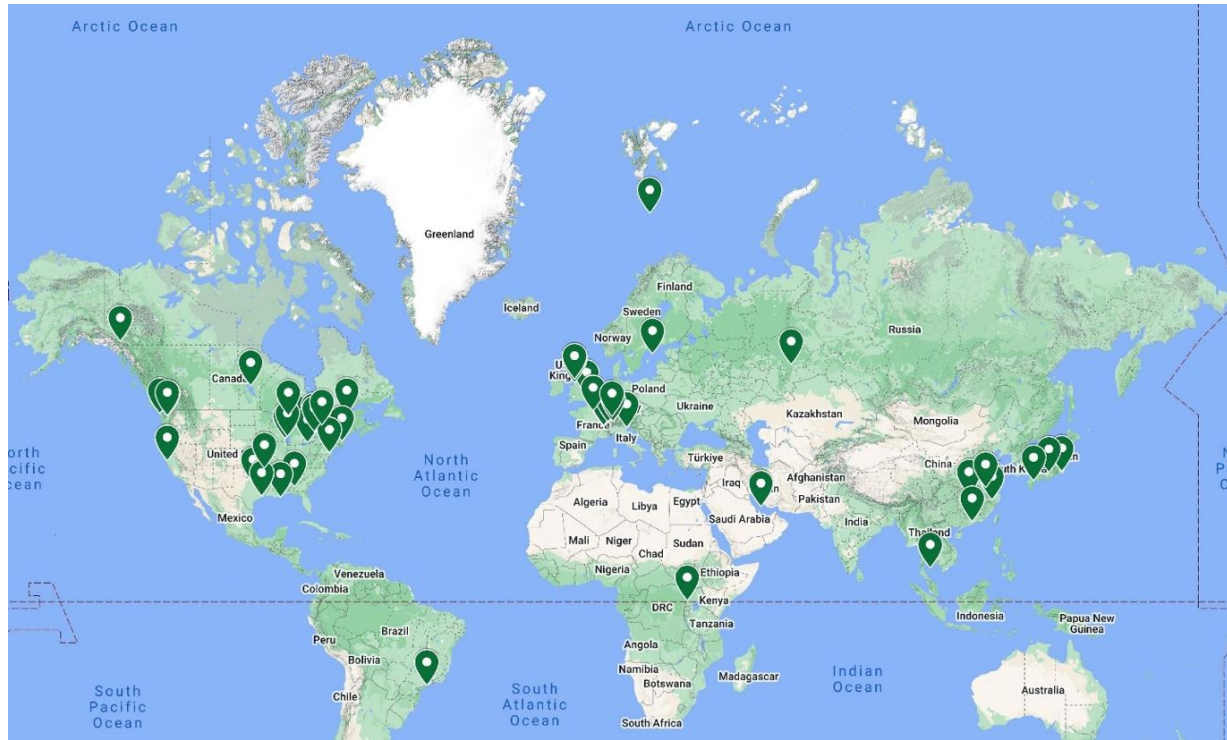 Arctic Ocean
Arctic Ocean
Greenland
Iceland
Finland
Sweden
Norway
Russia
Canada
Kingdom
Poland
Ukraine
France
Italy
Spain
Kazakhstan
Mongolia
United
North
Atlantic
Ocean
Türkiye
Iraq
Afghanistan
Pakistan
China
South Korea
Mexico
Algeria
Libya
Egypt
Saudi Arabia
India
Mali
Niger
Chad
Sudan
Thailand
Nigeria
Ethiopia
Venezuela
Colombia
DRC
Kenya
Tanzania
Indonesia
Papua New
Guinea
Peru
Brazil
Bolivia
Angola
Namibia
Botswana
Madagascar
Indian
Ocean
Chile
South
Pacific
Ocean
South
Atlantic
Ocean
South Africa
Australia